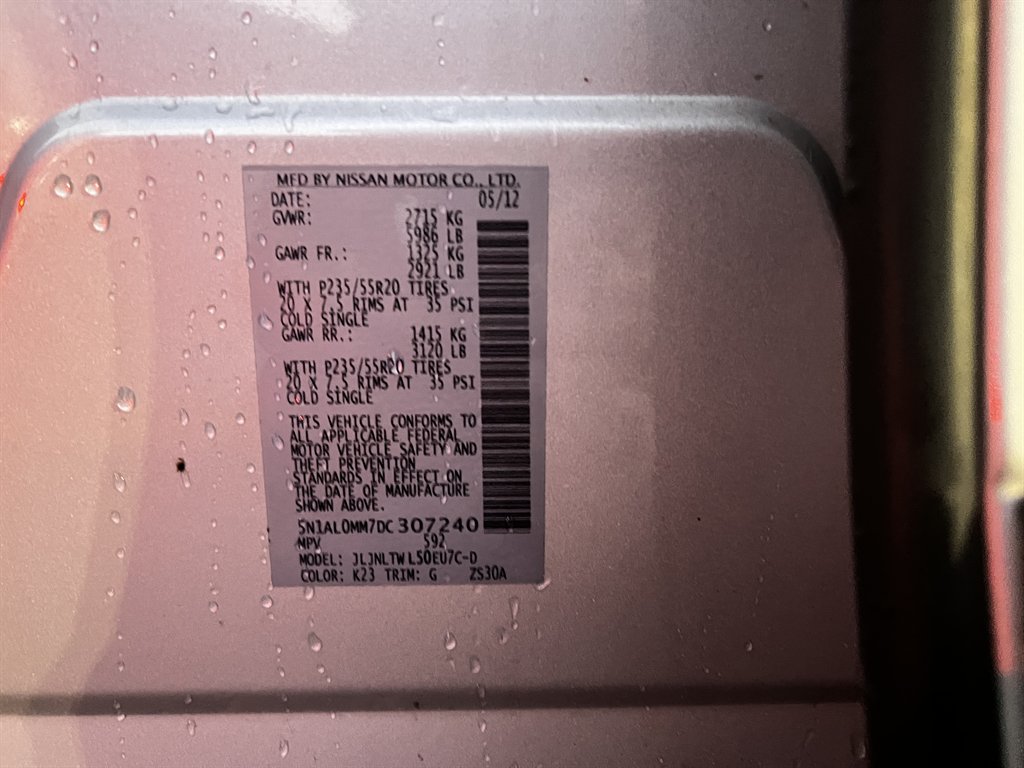 MFD BY NISSAN MOTOR CO., LTD.
DATE: 05/12
GVWR: 2715 KG
5986 LB
GAWR FR.: 1325 KG
2921 LB
WITH P235/55R20 TIRES
20 X 7.5 RIMS AT 35 PSI
COLD SINGLE
GAWR RR.: 1415 KG
3120 LB
WITH P235/55R20 TIRES
20 X 7.5 RIMS AT 35 PSI
COLD SINGLE
THIS VEHICLE CONFORMS TO
ALL APPLICABLE FEDERAL
MOTOR VEHICLE SAFETY AND
THEFT PREVENTION
STANDARDS IN EFFECT ON
THE DATE OF MANUFACTURE
SHOWN ABOVE.
5N1AL0MM7DC307240
MPV 592
MODEL: JLJNLTWL50EU7C-D
COLOR: K23 TRIM: G ZS30A